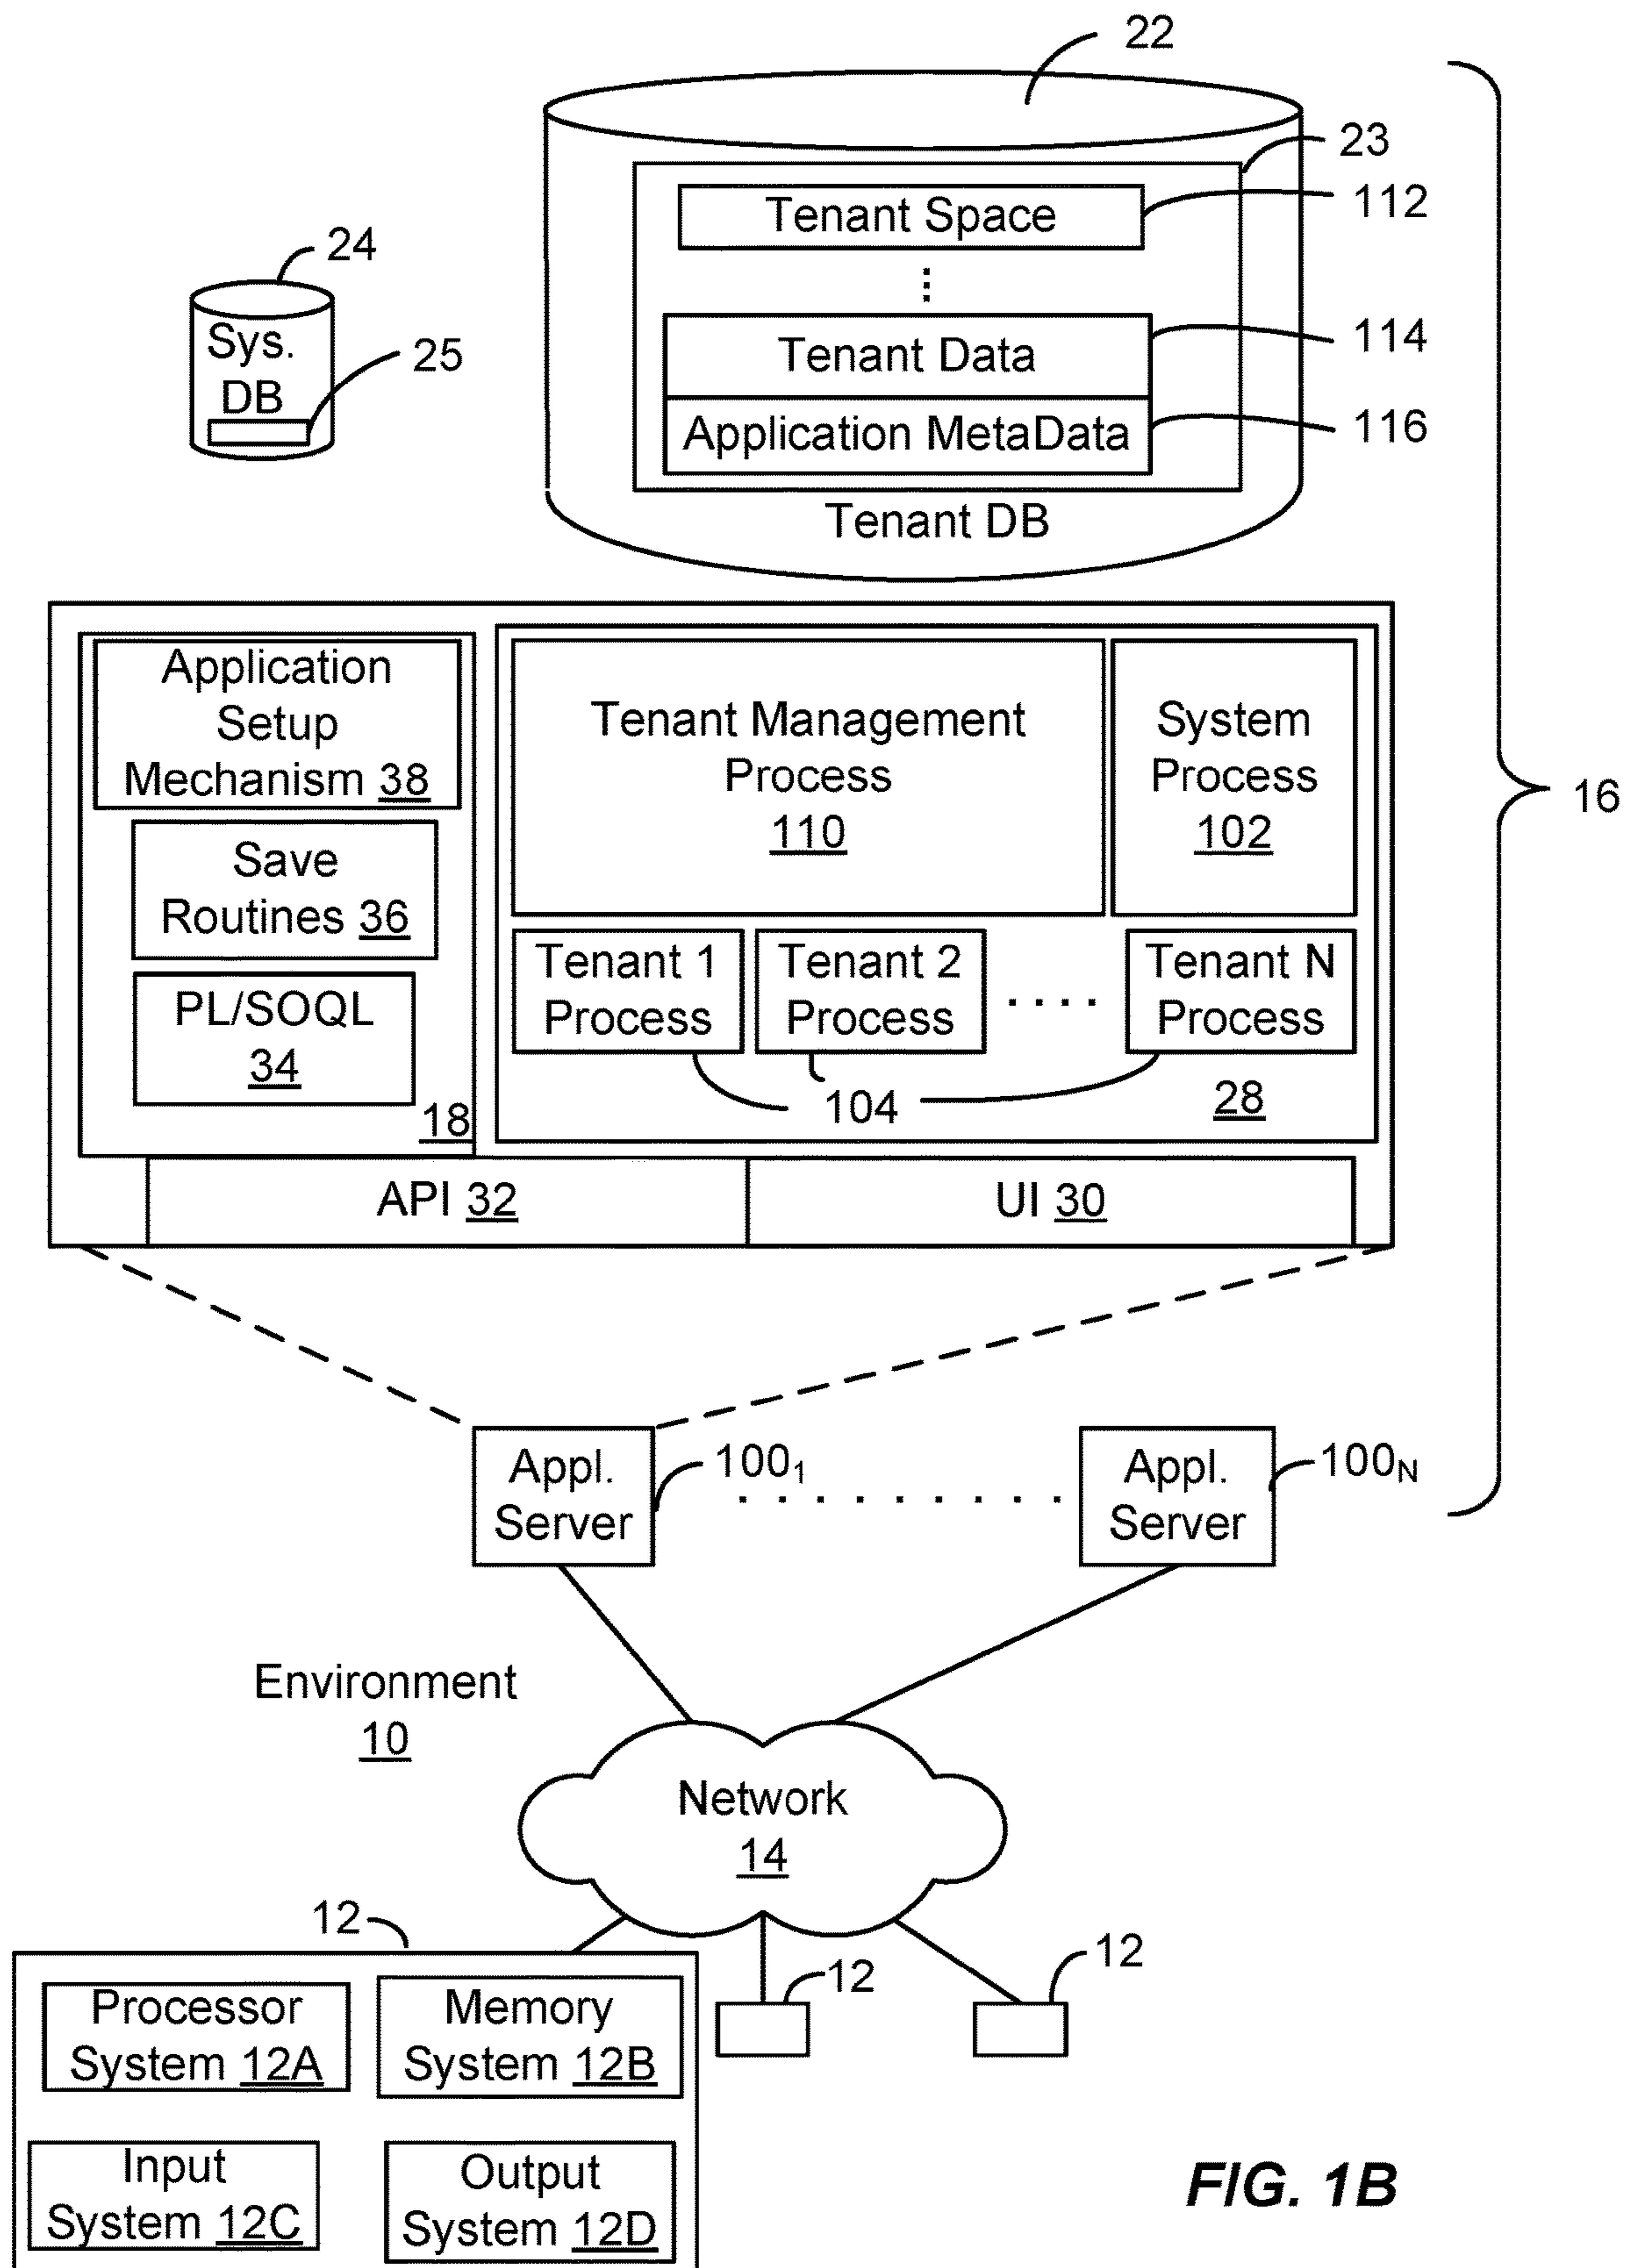 22
23
Tenant Space
112
24
Sys.
DB
25
Tenant Data
114
Application MetaData
116
Tenant DB
Application
Setup
Mechanism 38
Save
Routines 36
PL/SOQL
34
18
Tenant Management
Process
110
System
Process
102
Tenant 1
Process
Tenant 2
Process
. . . .
Tenant N
Process
104
28
API 32
UI 30
16
Appl.
Server
100₁
. . . . . . . . .
Appl.
Server
100ɴ
Environment
10
Network
14
12
12
12
Processor
System 12A
Memory
System 12B
Input
System 12C
Output
System 12D
FIG. 1B